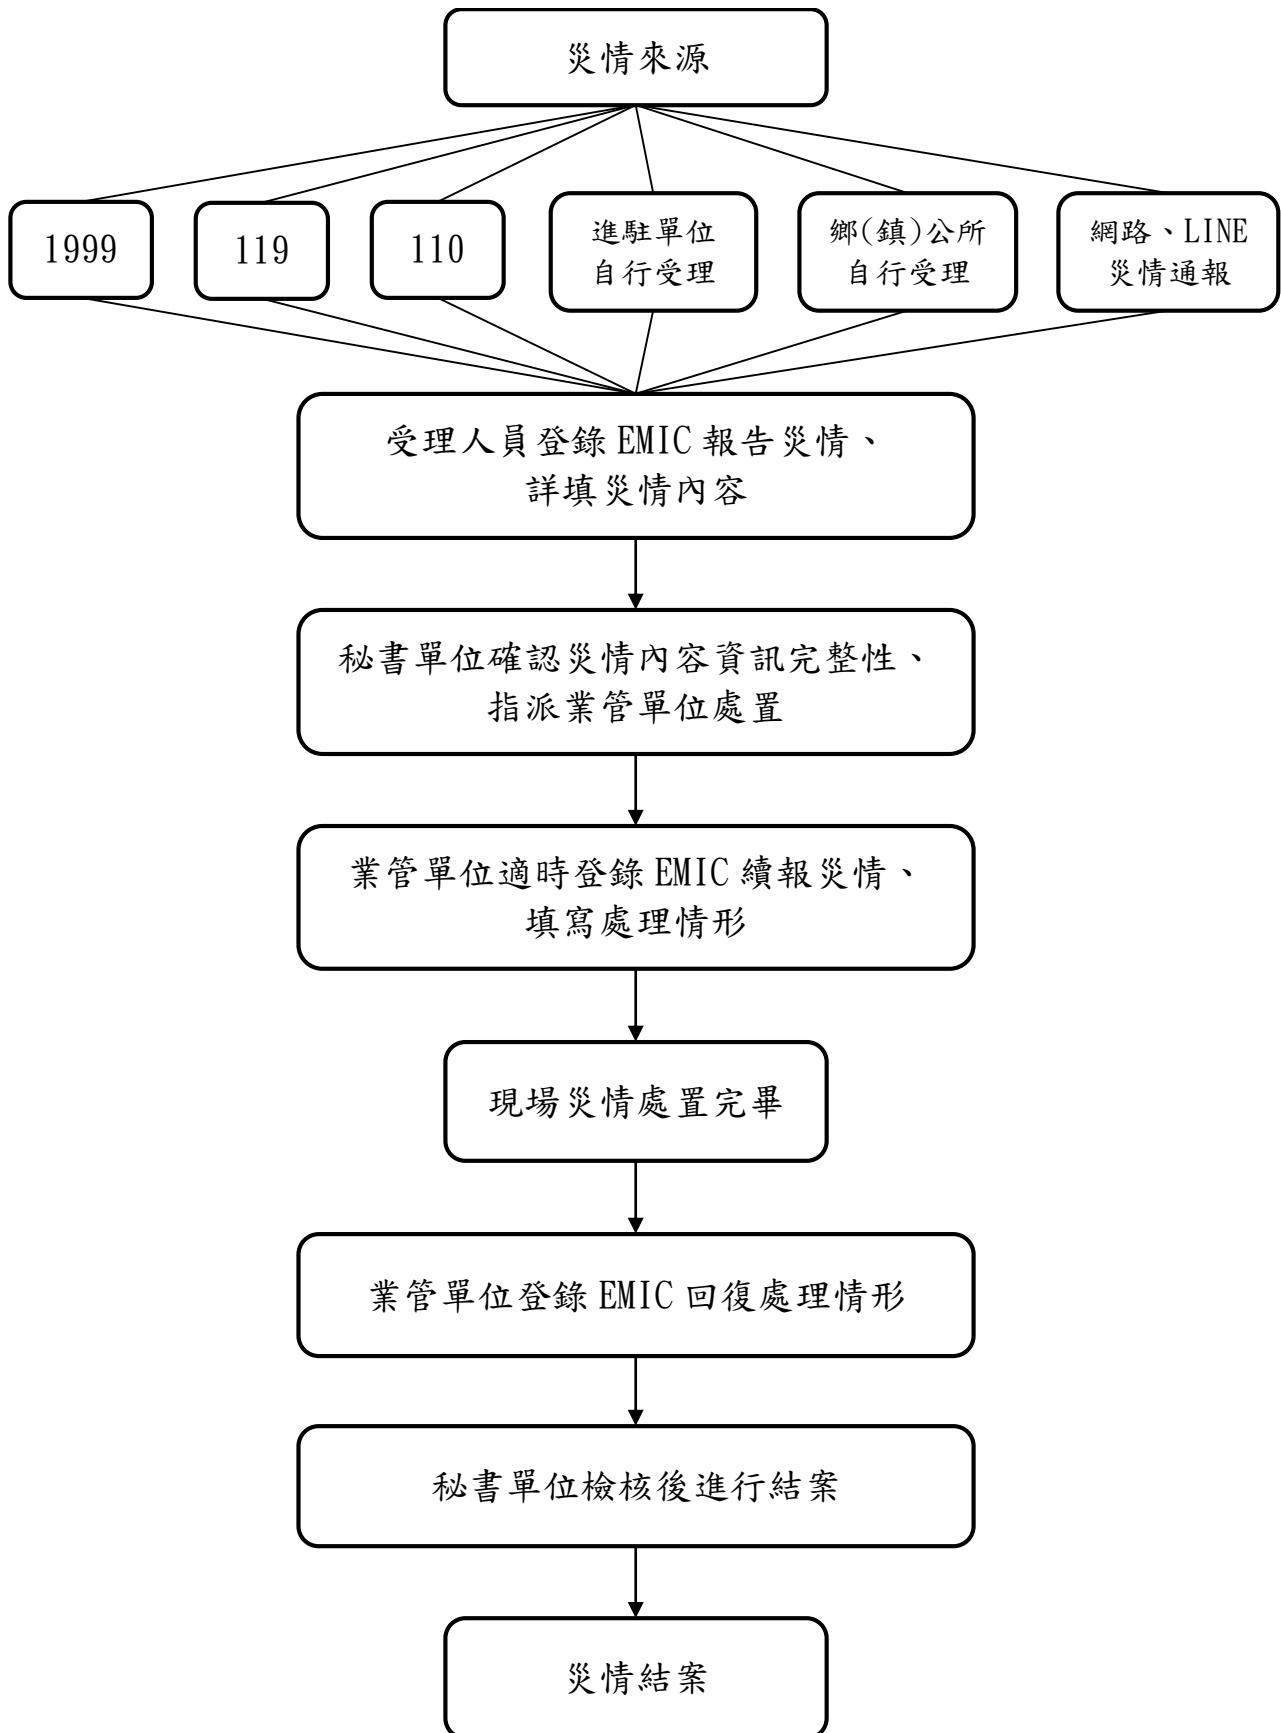 災情來源
1999
119
110
進駐單位
自行受理
鄉(鎮)公所
自行受理
網路、LINE
災情通報
受理人員登錄 EMIC 報告災情、
詳填災情內容
秘書單位確認災情內容資訊完整性、
指派業管單位處置
業管單位適時登錄 EMIC 續報災情、
填寫處理情形
現場災情處置完畢
業管單位登錄 EMIC 回復處理情形
秘書單位檢核後進行結案
災情結案